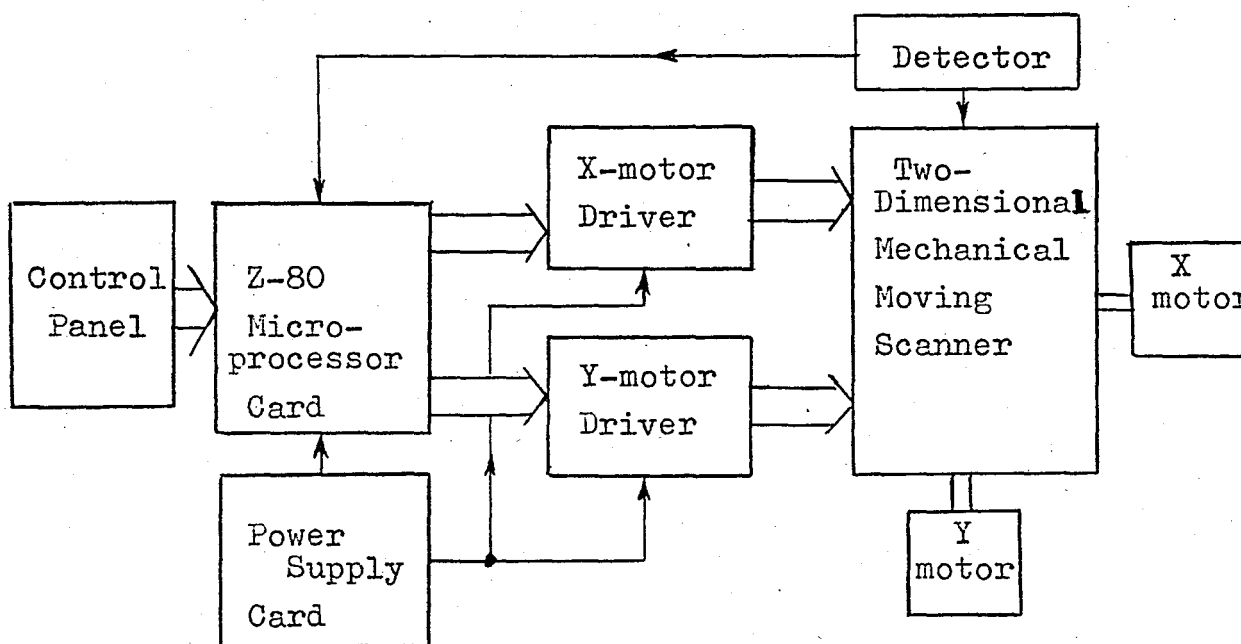 Detector
X-motor
Driver
Two-
Dimensional
Mechanical
Moving
Scanner
Control
Panel
Z-80
Micro-
processor
Card
X
motor
Y-motor
Driver
Power
Supply
Card
Y
motor